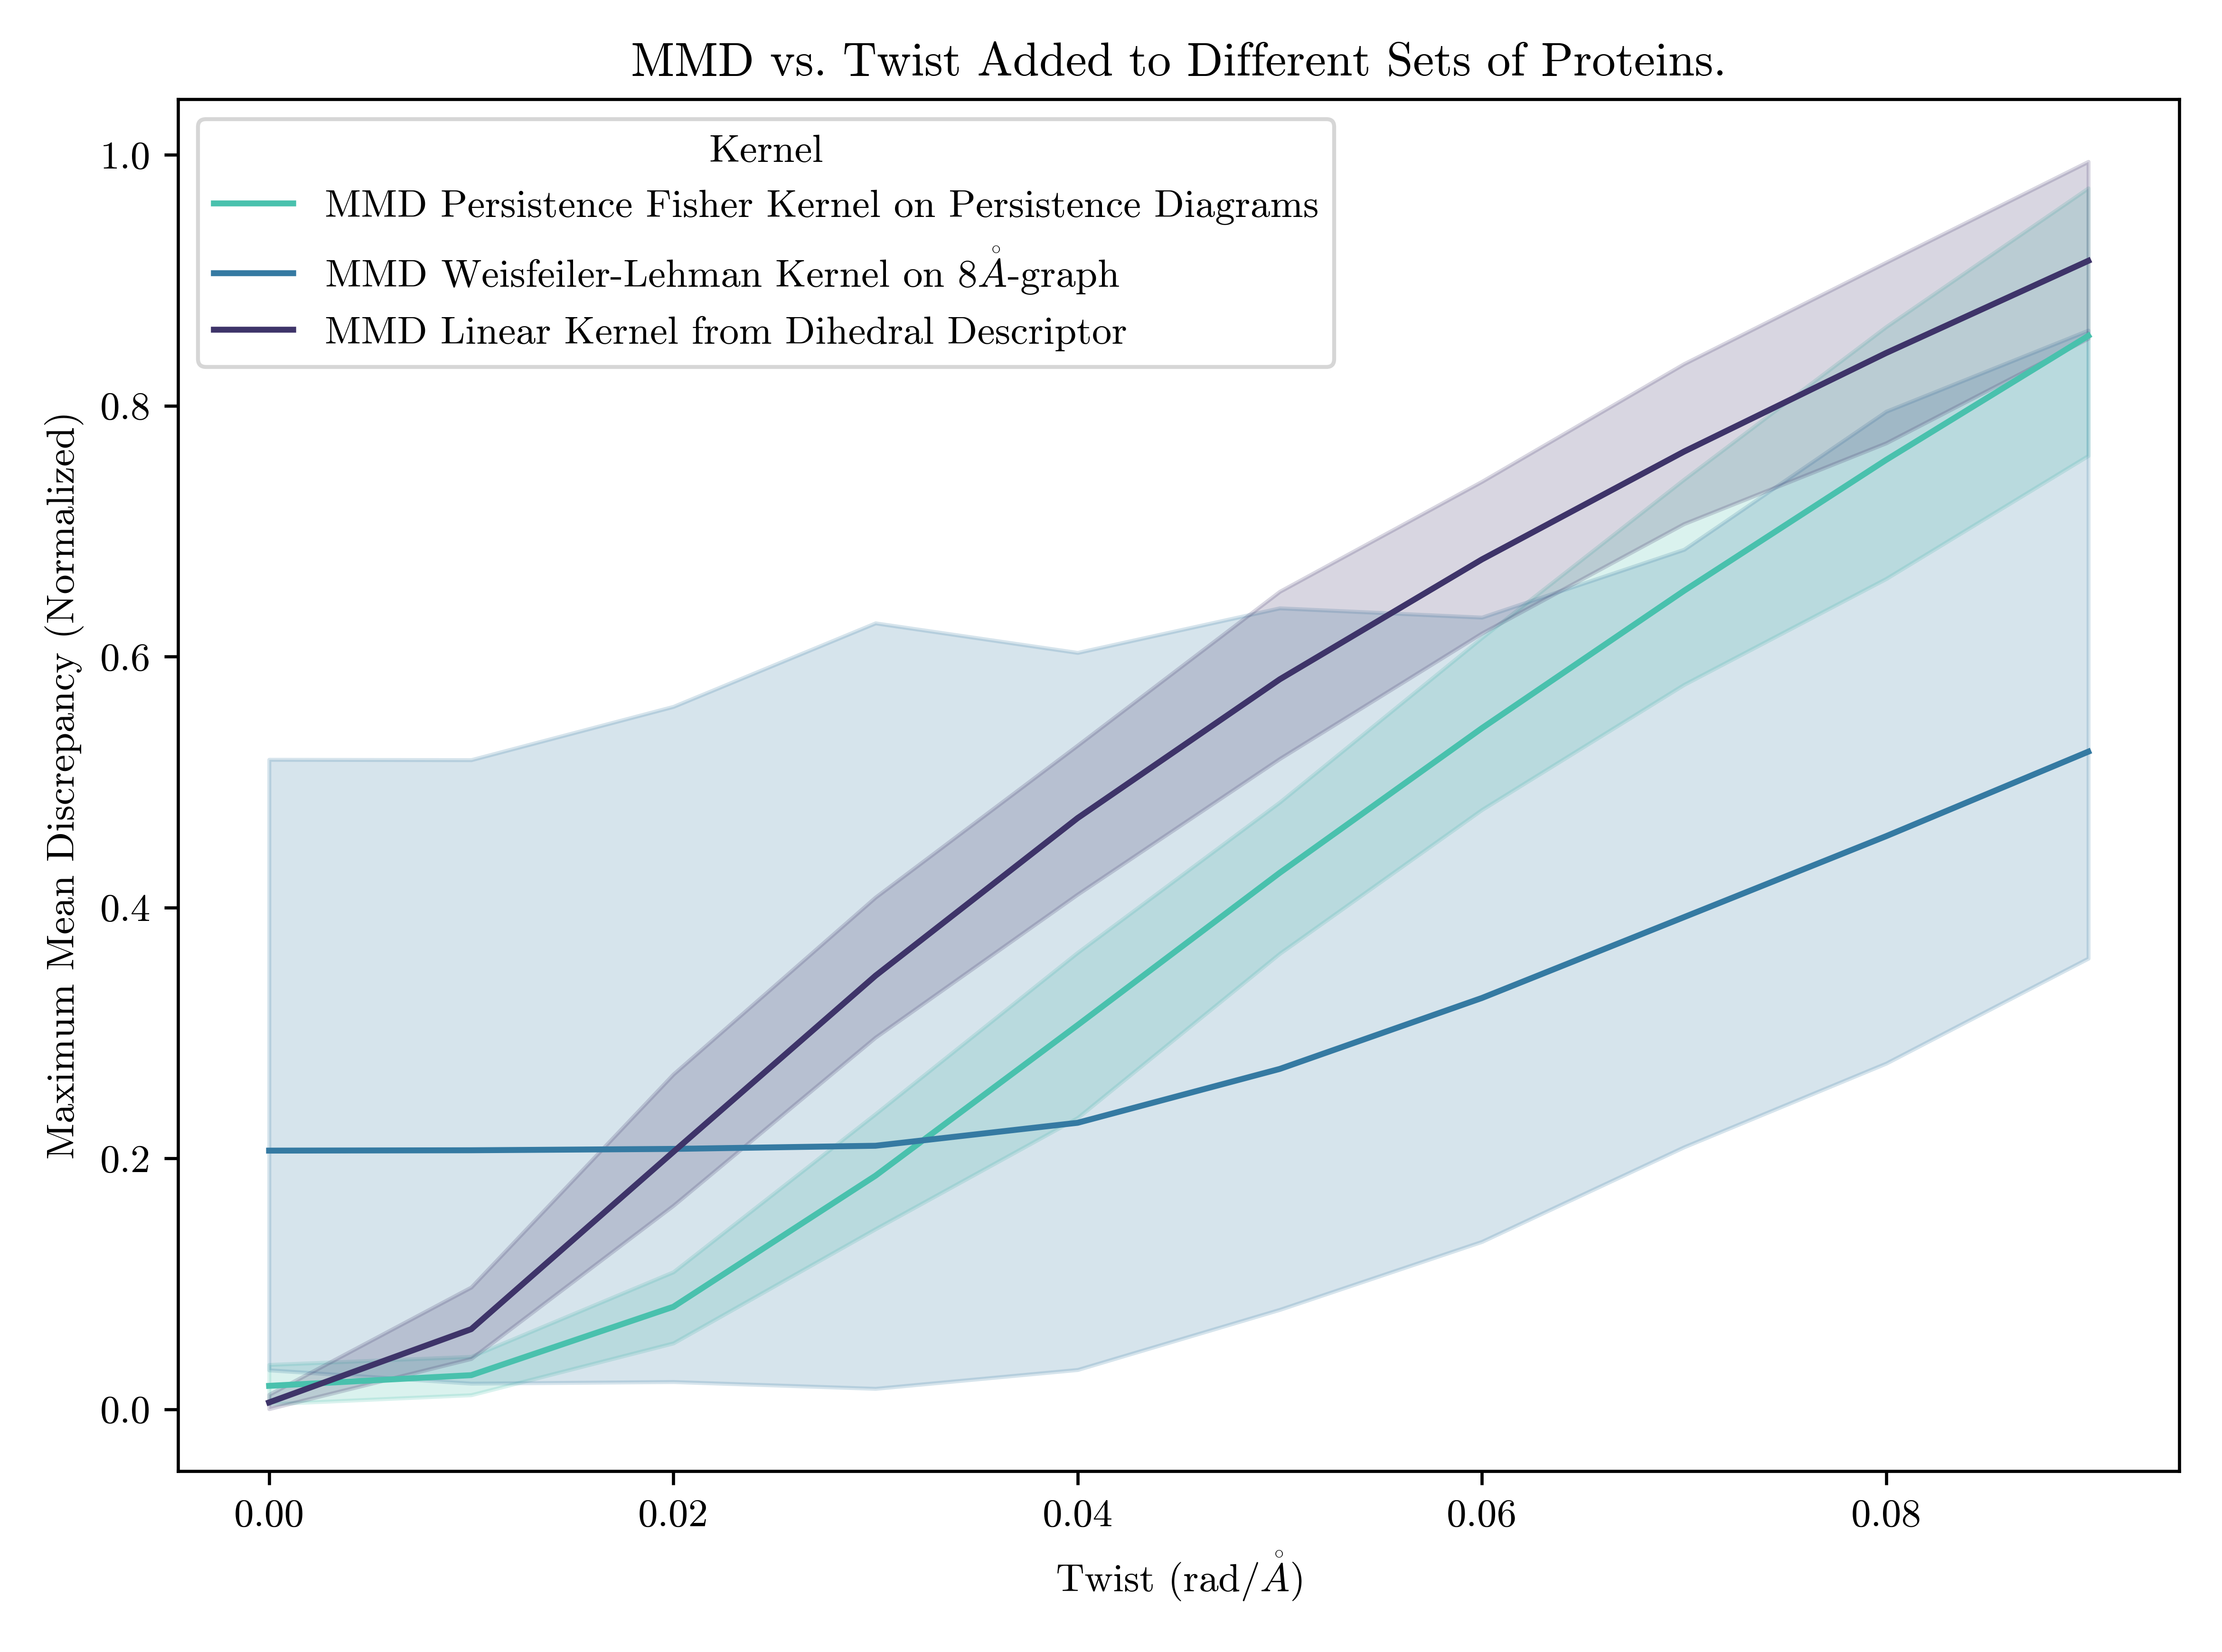 MMD vs. Twist Added to Different Sets of Proteins.
Kernel
MMD Persistence Fisher Kernel on Persistence Diagrams
MMD Weisfeiler-Lehman Kernel on 8Å-graph
MMD Linear Kernel from Dihedral Descriptor
Maximum Mean Discrepancy (Normalized)
1.0
0.8
0.6
0.4
0.2
0.0
0.00 0.02 0.04 0.06 0.08
Twist (rad/Å)